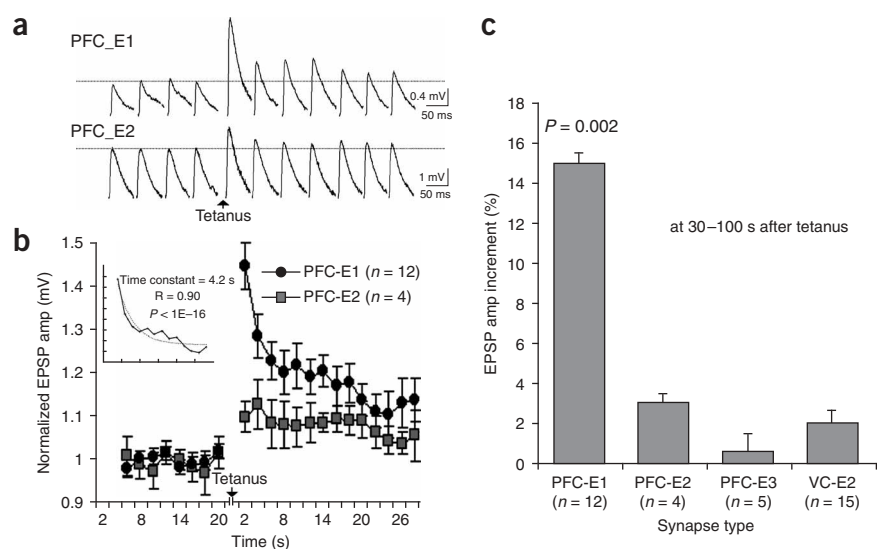 a
PFC_E1
0.4 mV
50 ms
PFC_E2
1 mV
50 ms
Tetanus
b
Normalized EPSP amp (mV)
1.5
1.4
1.3
1.2
1.1
1.0
0.9
Time constant = 4.2 s
R = 0.90
P < 1E–16
PFC-E1 (n = 12)
PFC-E2 (n = 4)
Tetanus
2 8 14 20 2 8 14 20 26
Time (s)
c
EPSP amp increment (%)
18
16
14
12
10
8
6
4
2
0
P = 0.002
at 30–100 s after tetanus
PFC-E1 PFC-E2 PFC-E3 VC-E2
(n = 12) (n = 4) (n = 5) (n = 15)
Synapse type